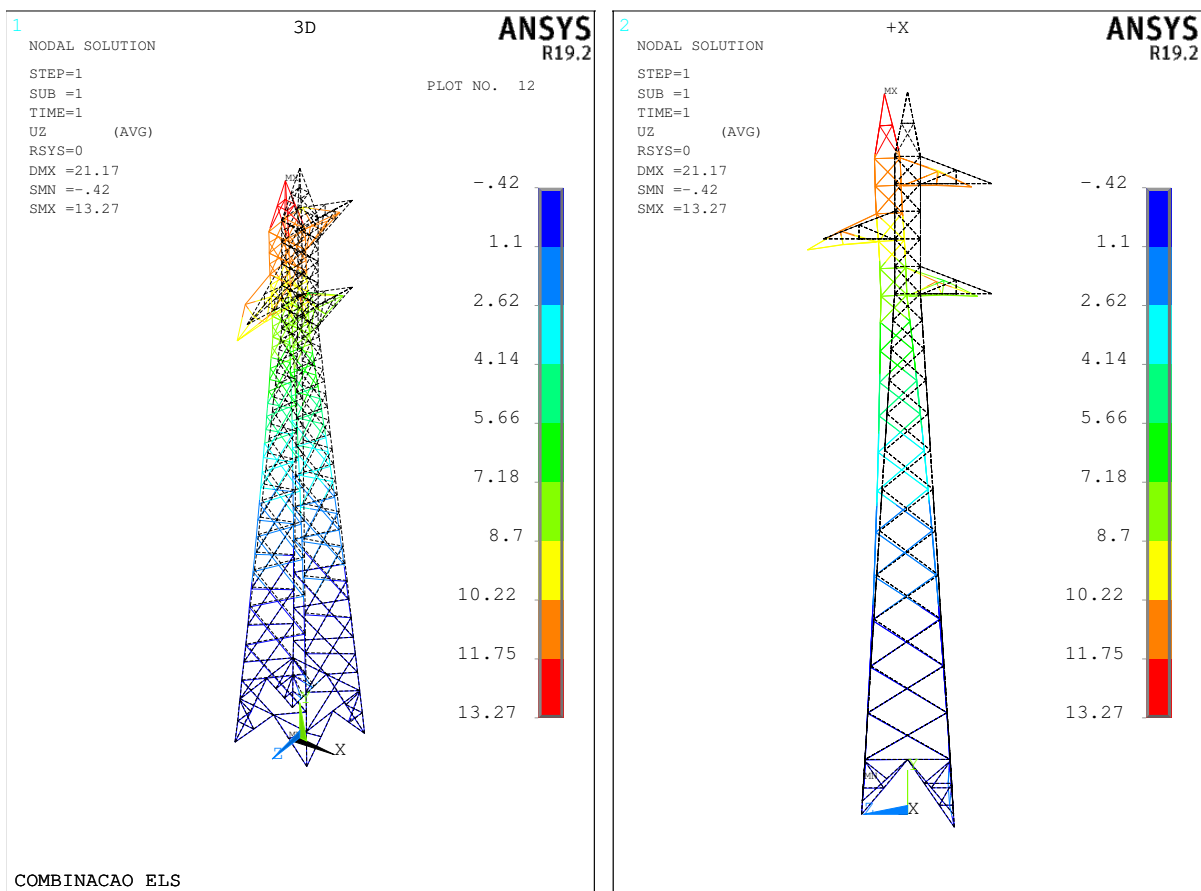 1
3D
ANSYS
R19.2
NODAL SOLUTION
STEP=1
SUB =1
TIME=1
UZ (AVG)
RSYS=0
DMX =21.17
SMN =-.42
SMX =13.27
PLOT NO. 12
MX
-.42
1.1
2.62
4.14
5.66
7.18
8.7
10.22
11.75
13.27
Z
X
COMBINACAO ELS
2
+X
ANSYS
R19.2
NODAL SOLUTION
STEP=1
SUB =1
TIME=1
UZ (AVG)
RSYS=0
DMX =21.17
SMN =-.42
SMX =13.27
MX
-.42
1.1
2.62
4.14
5.66
7.18
8.7
10.22
11.75
13.27
MN
X